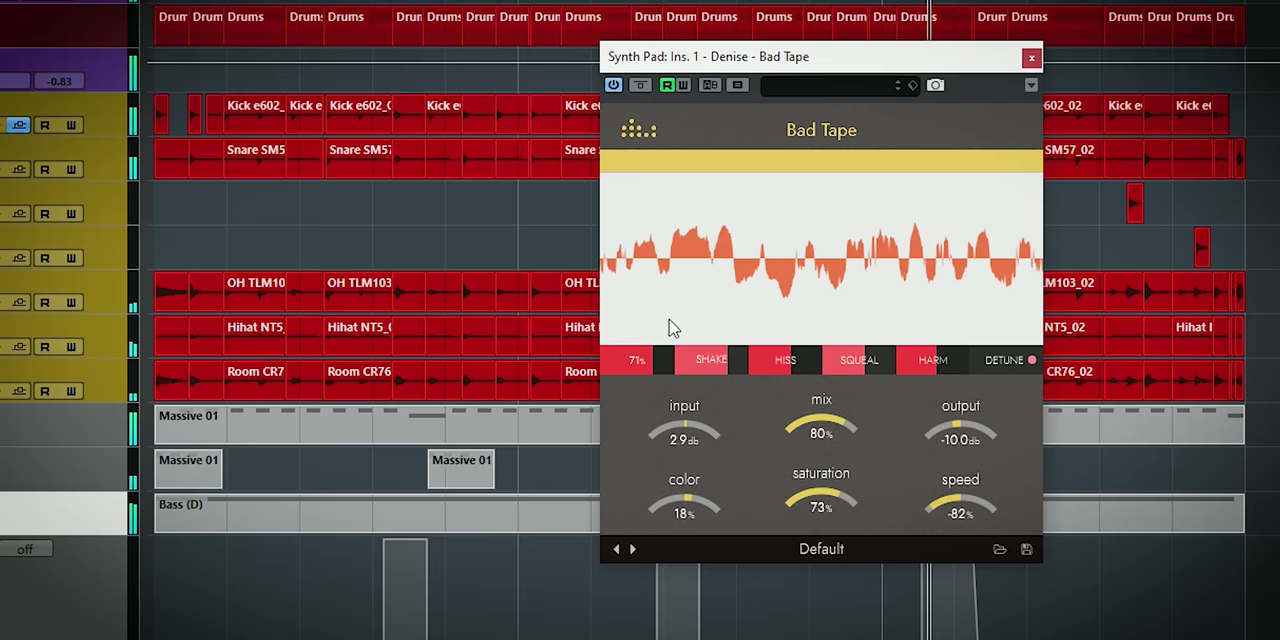 Drum Drum Drums Drums Drums Drun Drum Drum Drum Drum Drums Drum Drum Drums Drums Drum Drums Drum Drums Drum Drums Drums Drum Drums Dru
Synth Pad: Ins. 1 - Denise - Bad Tape
-0.83
R W
Kick e602_ Kick e Kick e602_0 Kick e Kick e 602_02 Kick e Kick e
Bad Tape
R W
Snare SM5 Snare SM57 Snare SM57_02
R W
R W
R W
OH TLM10 OH TLM103 OH TL LM103_02
R W
Hihat NT5_ Hihat NT5_ Hihat NT5_02 Hihat
R W
71% SHAKE HISS SQUEAL HARM DETUNE
Room CR7 Room CR76 Room CR76_02
R W
input mix output
2.9db 80% -10.0db
Massive 01
Massive 01 Massive 01
color saturation speed
18% 73% -82%
Bass (D)
off
Default